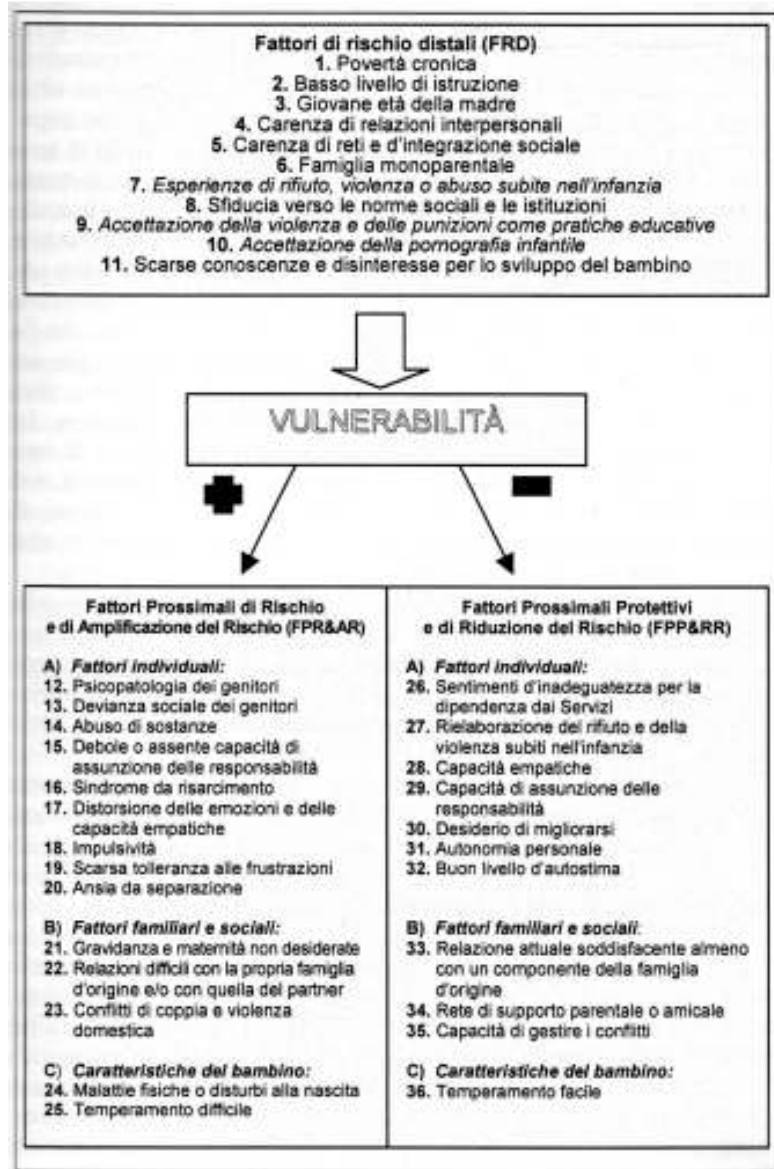 Fattori di rischio distali (FRD)
1. Povertà cronica
2. Basso livello di istruzione
3. Giovane età della madre
4. Carenza di relazioni interpersonali
5. Carenza di reti e d'integrazione sociale
6. Famiglia monoparentale
7. Esperienze di rifiuto, violenza o abuso subite nell'infanzia
8. Sfiducia verso le norme sociali e le istituzioni
9. Accettazione della violenza e delle punizioni come pratiche educative
10. Accettazione della pornografia infantile
11. Scarse conoscenze e disinteresse per lo sviluppo del bambino
VULNERABILITÀ
Fattori Prossimali di Rischio
e di Amplificazione del Rischio (FPR&AR)
A) Fattori individuali:
12. Psicopatologia dei genitori
13. Devianza sociale dei genitori
14. Abuso di sostanze
15. Debole o assente capacità di
assunzione delle responsabilità
16. Sindrome da risarcimento
17. Distorsione delle emozioni e delle
capacità empatiche
18. Impulsività
19. Scarsa tolleranza alle frustrazioni
20. Ansia da separazione
B) Fattori familiari e sociali:
21. Gravidanza e maternità non desiderate
22. Relazioni difficili con la propria famiglia
d'origine e/o con quella del partner
23. Conflitti di coppia e violenza
domestica
C) Caratteristiche del bambino:
24. Malattie fisiche o disturbi alla nascita
25. Temperamento difficile
Fattori Prossimali Protettivi
e di Riduzione del Rischio (FPP&RR)
A) Fattori individuali:
26. Sentimenti d'inadeguatezza per la
dipendenza dai Servizi
27. Rielaborazione del rifiuto e della
violenza subiti nell'infanzia
28. Capacità empatiche
29. Capacità di assunzione delle
responsabilità
30. Desiderio di migliorarsi
31. Autonomia personale
32. Buon livello d'autostima
B) Fattori familiari e sociali:
33. Relazione attuale soddisfacente almeno
con un componente della famiglia
d'origine
34. Rete di supporto parentale o amicale
35. Capacità di gestire i conflitti
C) Caratteristiche del bambino:
36. Temperamento facile